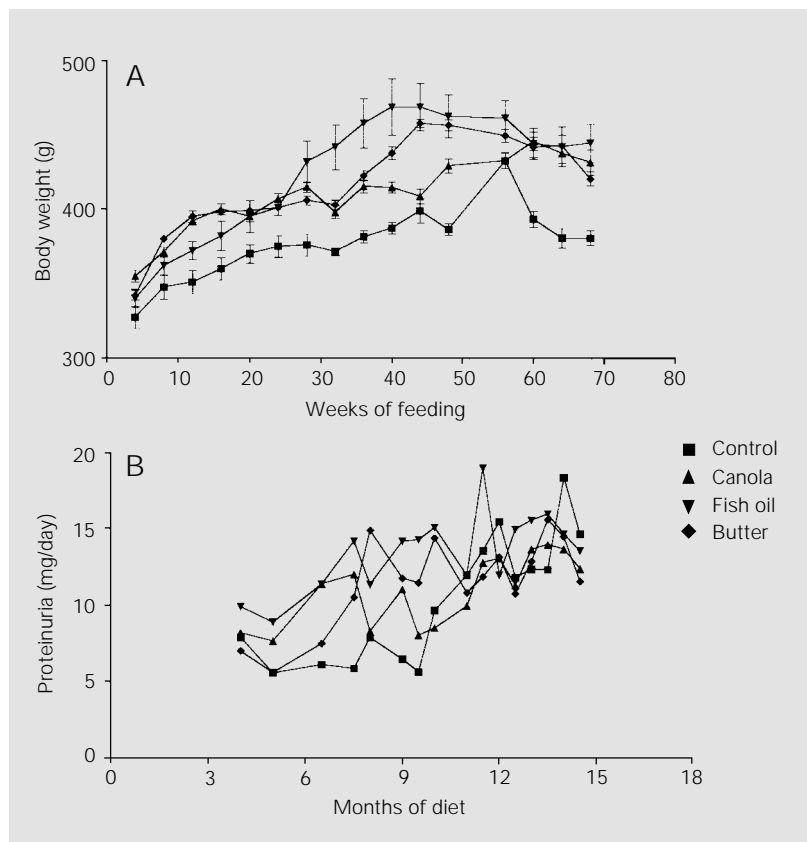 A
500
400
300
Body weight (g)
0 10 20 30 40 50 60 70 80
Weeks of feeding
B
20
15
10
5
0
Proteinuria (mg/day)
0 3 6 9 12 15 18
Months of diet
Control
Canola
Fish oil
Butter